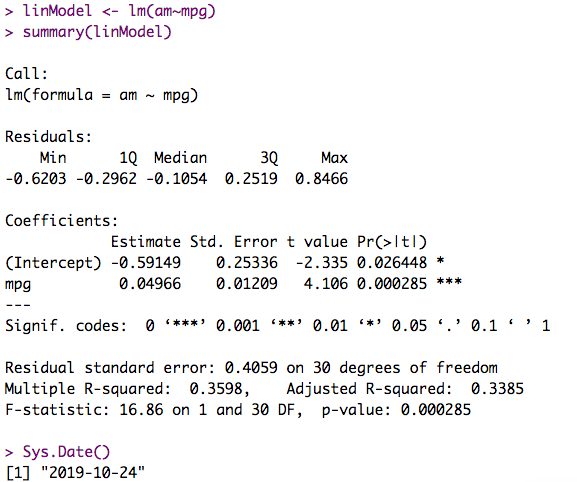 > linModel <- lm(am~mpg)
> summary(linModel)
Call:
lm(formula = am ~ mpg)
Residuals:
    Min      1Q  Median      3Q     Max
-0.6203 -0.2962 -0.1054  0.2519  0.8466
Coefficients:
            Estimate Std. Error t value Pr(>|t|)
(Intercept) -0.59149    0.25336  -2.335 0.026448 *
mpg          0.04966    0.01209   4.106 0.000285 ***
---
Signif. codes:  0 ‘***’ 0.001 ‘**’ 0.01 ‘*’ 0.05 ‘.’ 0.1 ‘ ’ 1
Residual standard error: 0.4059 on 30 degrees of freedom
Multiple R-squared:  0.3598,    Adjusted R-squared:  0.3385
F-statistic: 16.86 on 1 and 30 DF,  p-value: 0.000285
> Sys.Date()
[1] "2019-10-24"